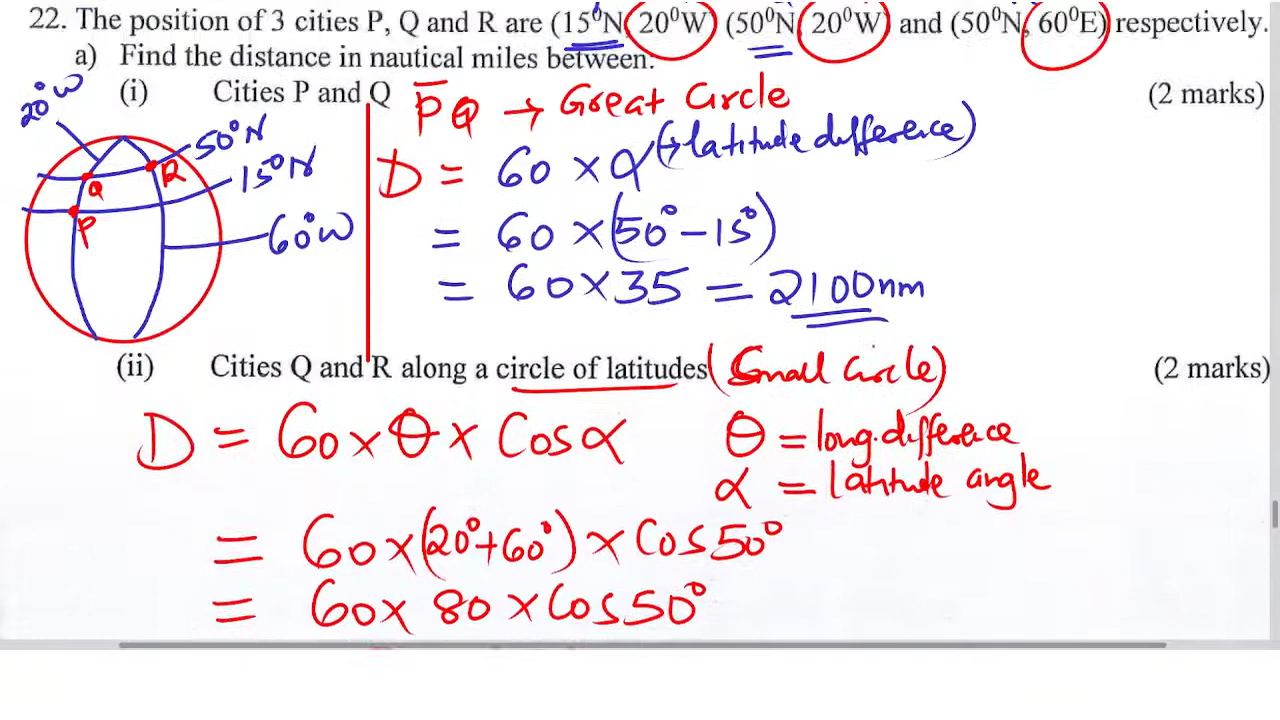 22. The position of 3 cities P, Q and R are (15⁰N, 20⁰W) (50⁰N, 20⁰W) and (50⁰N, 60⁰E) respectively.
a) Find the distance in nautical miles between:
(i) Cities P and Q (2 marks)
PQ → Great Circle
20°W
50°N
15°N
60°W
Q
R
P
D = 60 × α (→ latitude difference)
= 60 × (50° – 15°)
= 60 × 35 = 2100nm
(ii) Cities Q and R along a circle of latitudes (Small Circle) (2 marks)
D = 60 × θ × Cos α
θ = long. difference
α = latitude angle
= 60 × (20° + 60°) × Cos 50°
= 60 × 80 × Cos 50°